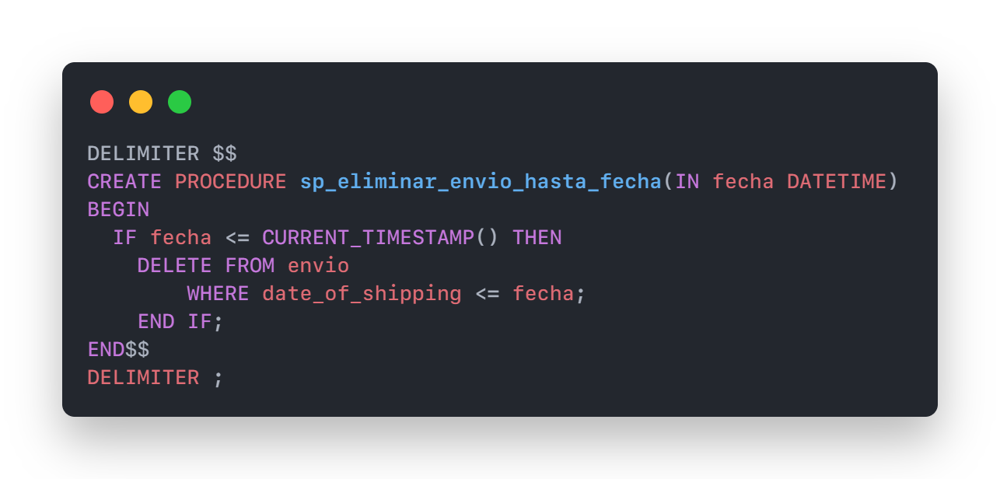 DELIMITER $$
CREATE PROCEDURE sp_eliminar_envio_hasta_fecha(IN fecha DATETIME)
BEGIN
  IF fecha <= CURRENT_TIMESTAMP() THEN
    DELETE FROM envio
        WHERE date_of_shipping <= fecha;
    END IF;
END$$
DELIMITER ;